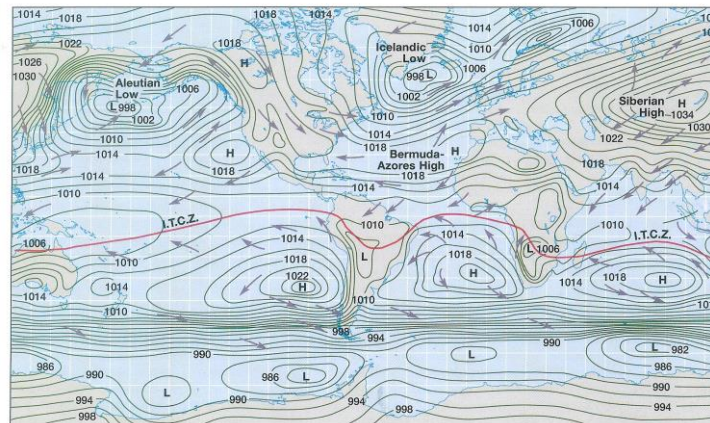 1014 1018 1018 1014 1014 1006
1022 1018 H Icelandic 1010
1026 Low
1030 Aleutian 1006 998 L 1006 Siberian H
Low 1002 High 1034
L 998 1002 1010 1030
1010 1014 1022
1014 H 1018 Bermuda- H 1018
1018 1018 Azores High 1018
1010 1014 1014 1014
I.T.C.Z. 1010 1010 I.T.C.Z.
1006 1014 L 1014 L 1006
1010 1018 1018 1014 1018 H
1014 1014 1022 H H
1010 1010 1010
998 994
990 990 990 L 982
986 986 L L 986
990 L 990 990
994 994 994
998 998